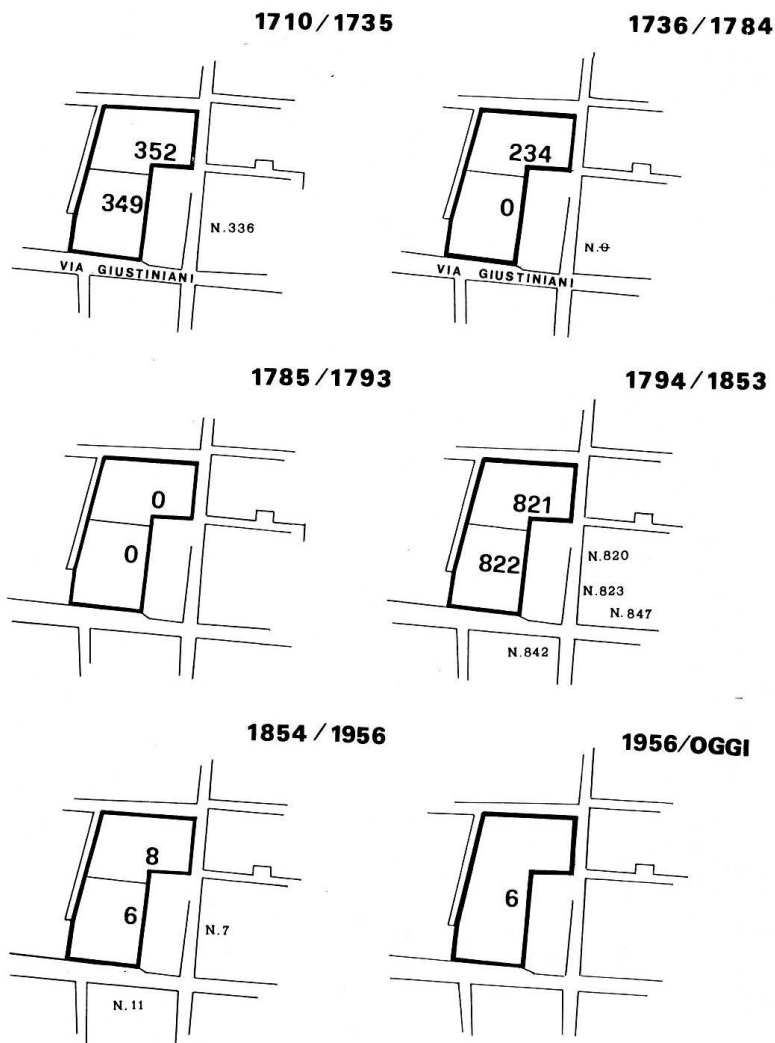 1710/1735
352
349
N.336
VIA GIUSTINIANI
1736/1784
234
0
N.0
VIA GIUSTINIANI
1785/1793
0
0
1794/1853
821
822
N.820
N.823
N.847
N.842
1854/1956
8
6
N.7
N.11
1956/OGGI
6